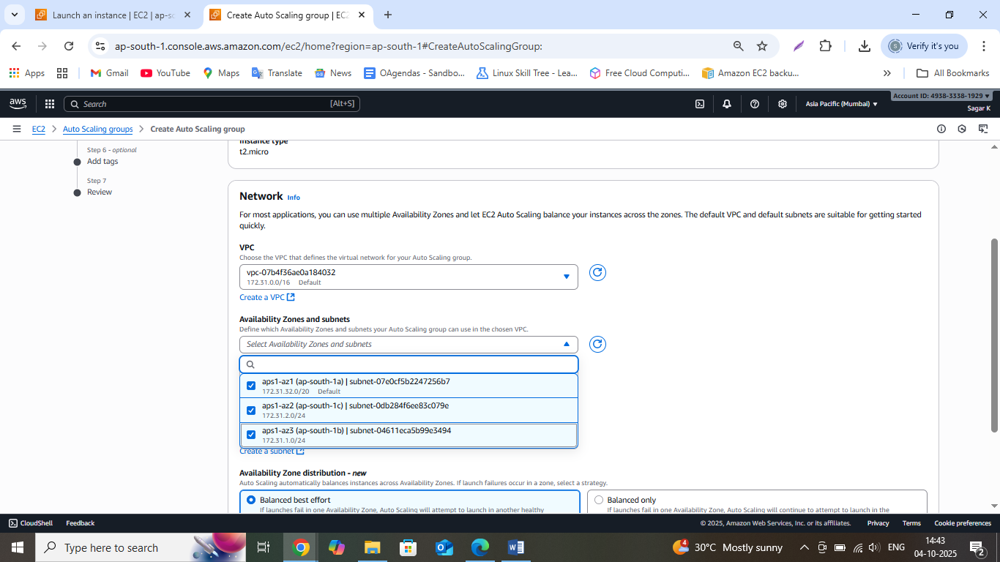 Launch an instance | EC2 | ap-so
Create Auto Scaling group | EC2
ap-south-1.console.aws.amazon.com/ec2/home?region=ap-south-1#CreateAutoScalingGroup:
Verify it's you
Apps
Gmail
YouTube
Maps
Translate
News
OAgendas - Sandbo...
Linux Skill Tree - Lea...
Free Cloud Computi...
Amazon EC2 backu...
All Bookmarks
aws
Search
[Alt+S]
Asia Pacific (Mumbai)
Account ID: 4938-3338-1929
Sagar K
EC2 > Auto Scaling groups > Create Auto Scaling group
Step 6 - optional
Add tags
Step 7
Review
Instance type
t2.micro
Network Info
For most applications, you can use multiple Availability Zones and let EC2 Auto Scaling balance your instances across the zones. The default VPC and default subnets are suitable for getting started
quickly.
VPC
Choose the VPC that defines the virtual network for your Auto Scaling group.
vpc-07b4f36ae0a184032
172.31.0.0/16 Default
Create a VPC
Availability Zones and subnets
Define which Availability Zones and subnets your Auto Scaling group can use in the chosen VPC.
Select Availability Zones and subnets
aps1-az1 (ap-south-1a) | subnet-07e0cf5b2247256b7
172.31.32.0/20 Default
aps1-az2 (ap-south-1c) | subnet-0db284f6ee83c079e
172.31.2.0/24
aps1-az3 (ap-south-1b) | subnet-04611eca5b99e3494
172.31.1.0/24
Create a subnet
Availability Zone distribution - new
Auto Scaling automatically balances instances across Availability Zones. If launch failures occur in a zone, select a strategy.
Balanced best effort
If launches fail in one Availability Zone, Auto Scaling will attempt to launch in another healthy
Balanced only
If launches fail in one Availability Zone, Auto Scaling will continue to attempt to launch in the
CloudShell
Feedback
© 2025, Amazon Web Services, Inc. or its affiliates.
Privacy
Terms
Cookie preferences
Type here to search
30°C Mostly sunny
ENG
14:43
04-10-2025
2